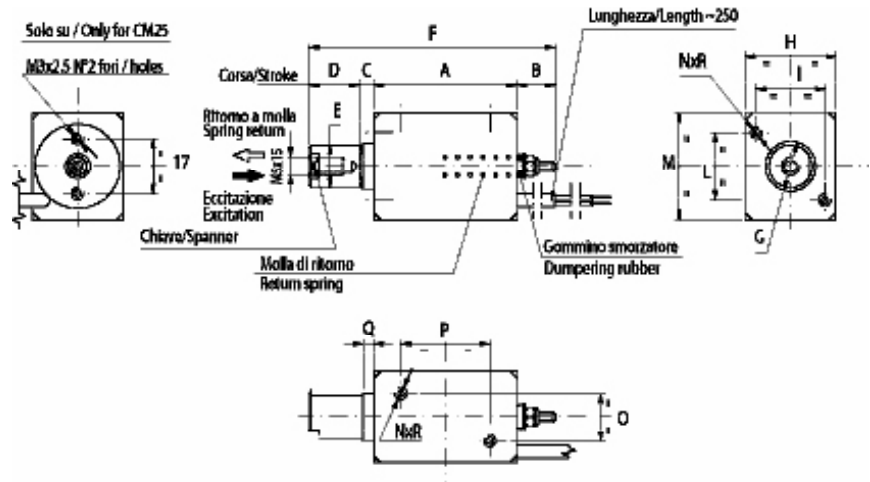 Solo su / Only for CM25
M3x2.5 N°2 fori / holes
17
Lunghezza/Length ~250
F
Corsa/Stroke
D
C
A
B
E
Ritorno a molla
Spring return
M5x15
Eccitazione
Excitation
Chiave/Spanner
Molla di ritorno
Return spring
Gommino smorzatore
Dumpering rubber
H
NxR
I
= =
M
L
G
Q
P
NxR
O